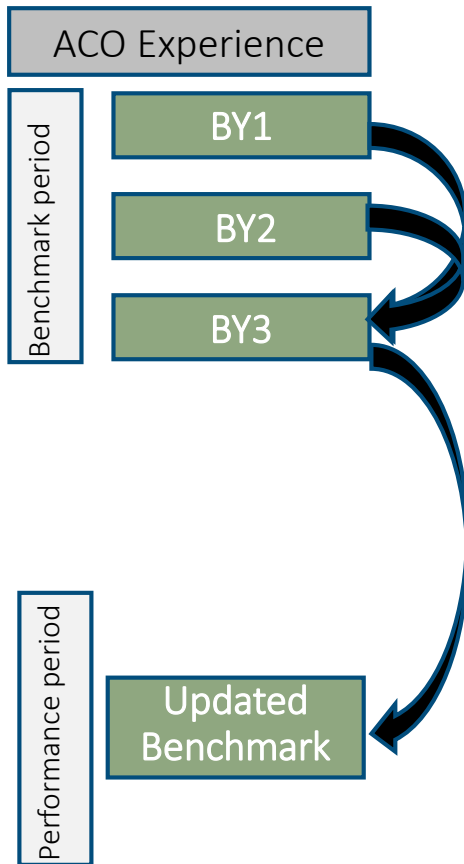 ACO Experience
Benchmark period
BY1
BY2
BY3
Performance period
Updated
Benchmark